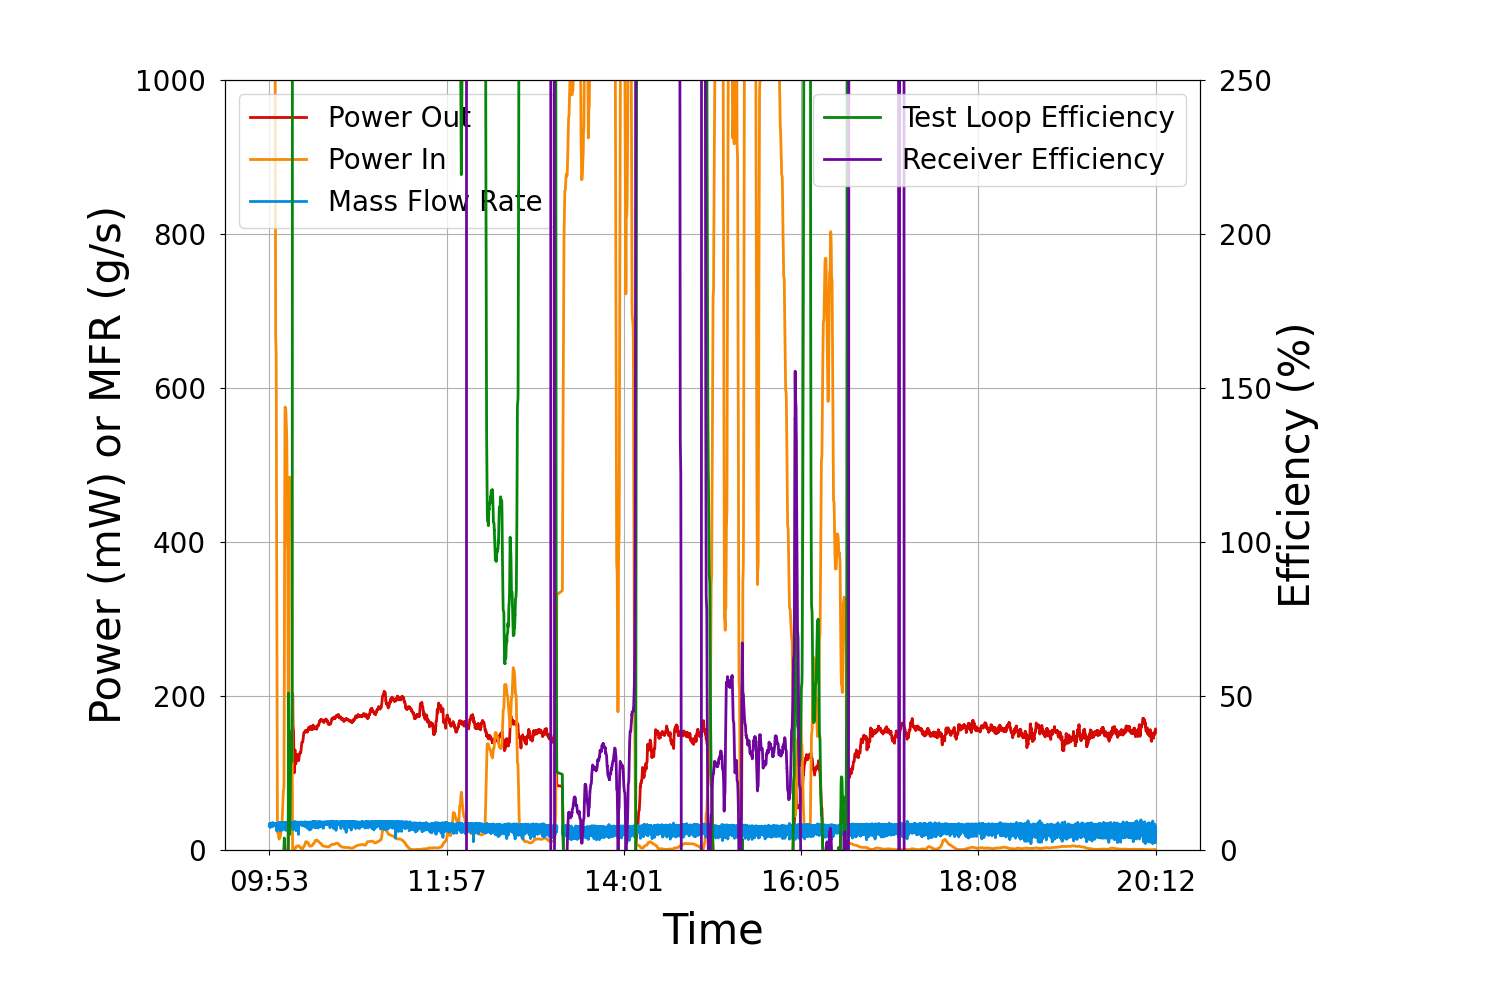 1000
800
600
400
200
0
Power (mW) or MFR (g/s)
Power Out
Power In
Mass Flow Rate
Test Loop Efficiency
Receiver Efficiency
250
200
150
100
50
0
Efficiency (%)
09:53
11:57
14:01
16:05
18:08
20:12
Time